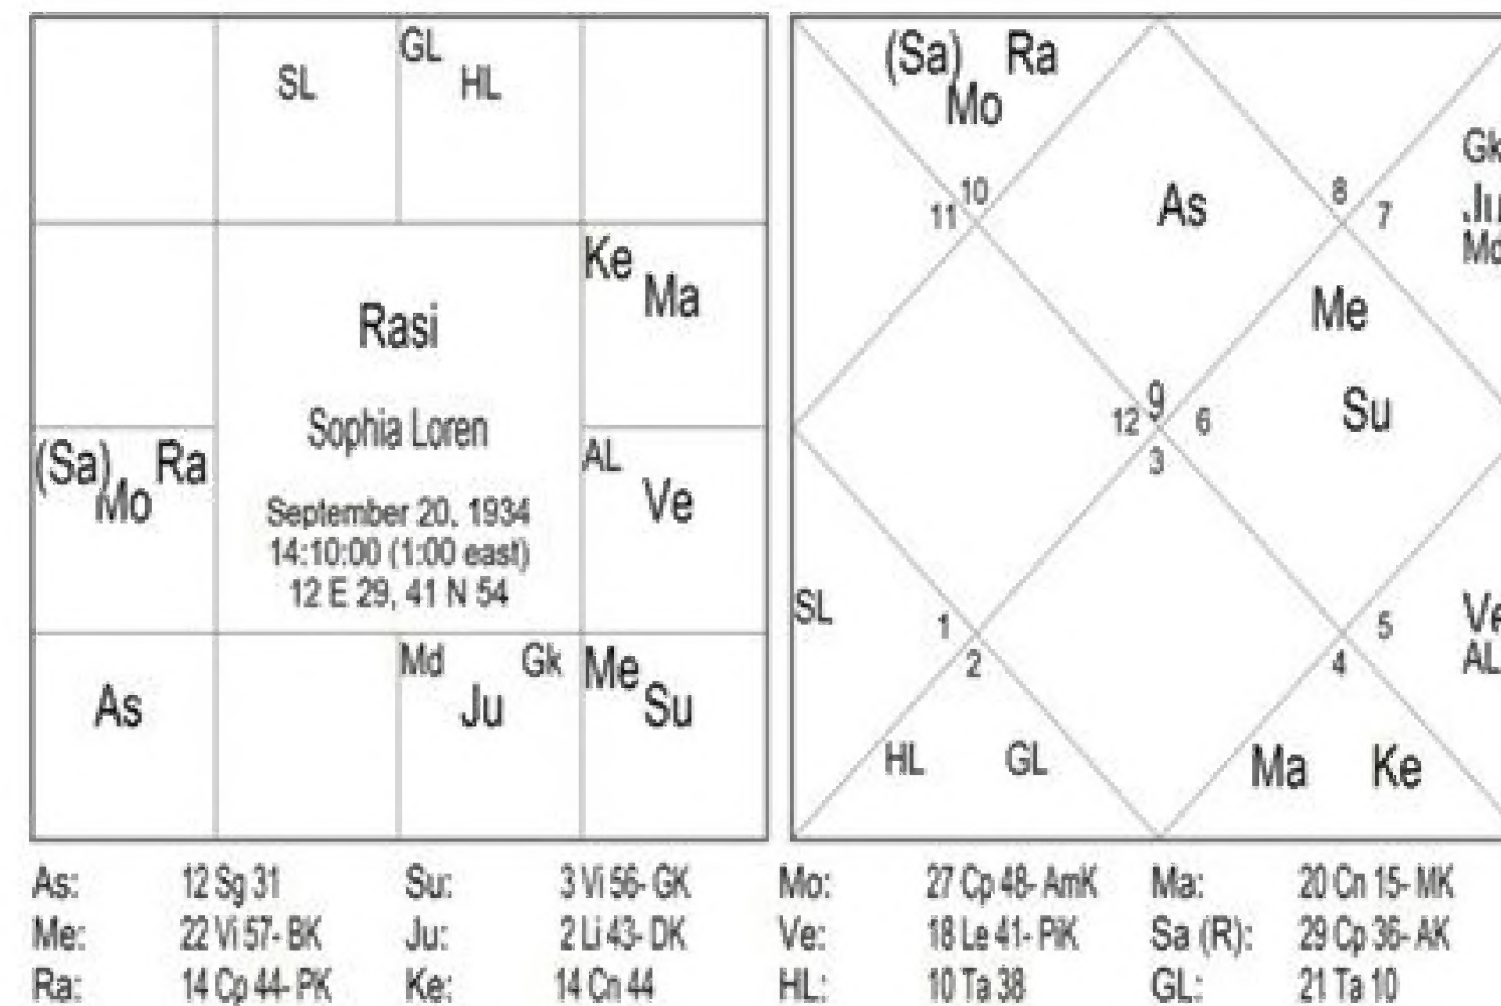 SL
GL
HL
Ke
Ma
Rasi
Sophia Loren
September 20, 1934
14:10:00 (1:00 east)
12 E 29, 41 N 54
(Sa) Ra
Mo
AL
Ve
As
Md Gk
Ju
Me
Su
(Sa) Ra
Mo
Gk
Ju
Md
10
11
As
8
7
Me
Su
9
12 6
3
SL
1
2
5
4
Ve
AL
HL GL
Ma Ke
As: 12 Sg 31 Su: 3 Vi 56- GK Mo: 27 Cp 48- AmK Ma: 20 Cn 15- MK
Me: 22 Vi 57- BK Ju: 2 Li 43- DK Ve: 18 Le 41- PiK Sa (R): 29 Cp 36- AK
Ra: 14 Cp 44- PK Ke: 14 Cn 44 HL: 10 Ta 38 GL: 21 Ta 10